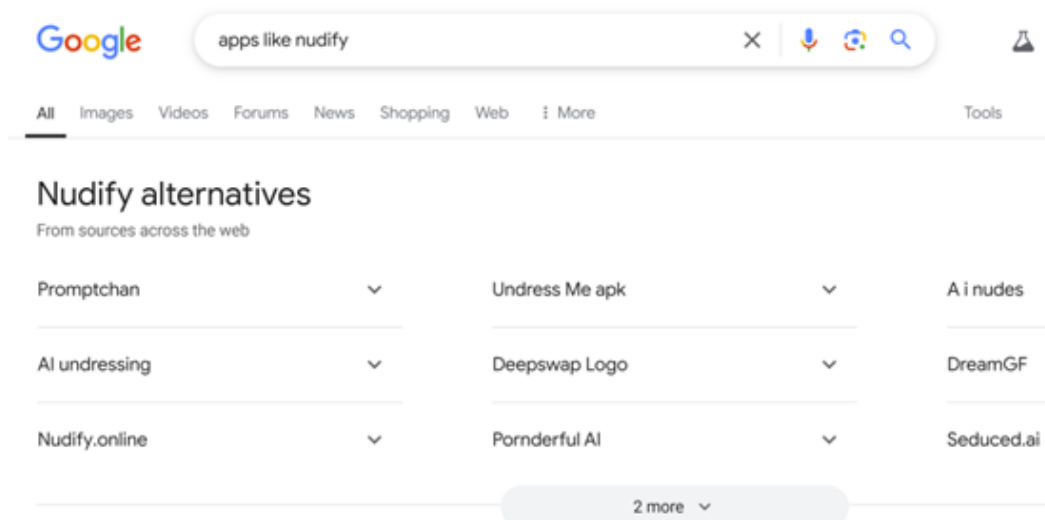 Google
apps like nudify
All Images Videos Forums News Shopping Web More Tools
Nudify alternatives
From sources across the web
Promptchan Undress Me apk A i nudes
AI undressing Deepswap Logo DreamGF
Nudify.online Pornderful AI Seduced.ai
2 more